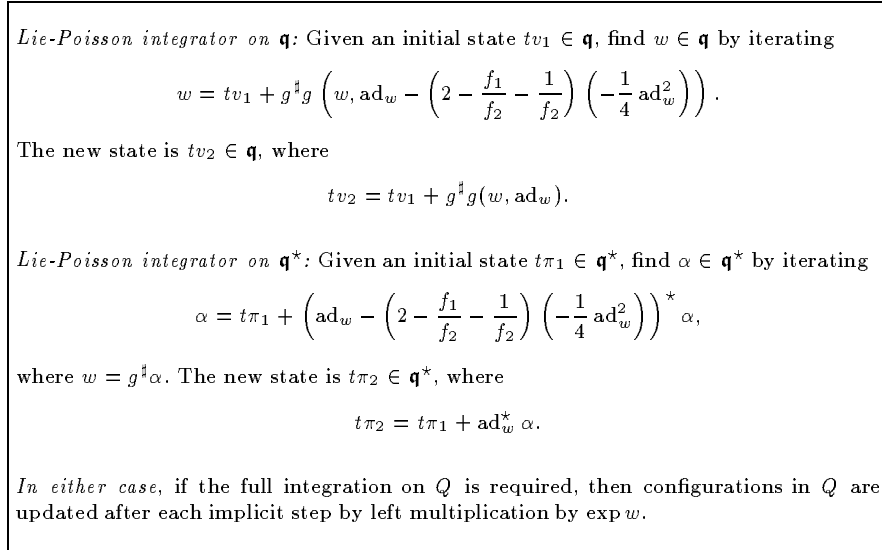 Lie-Poisson integrator on 𝖖: Given an initial state tv₁ ∈ 𝖖, find w ∈ 𝖖 by iterating
w = tv₁ + g♯g (w, ad_w − (2 − f₁/f₂ − 1/f₂) (−1/4 ad²_w)).
The new state is tv₂ ∈ 𝖖, where
tv₂ = tv₁ + g♯g(w, ad_w).
Lie-Poisson integrator on 𝖖*: Given an initial state tπ₁ ∈ 𝖖*, find α ∈ 𝖖* by iterating
α = tπ₁ + (ad_w − (2 − f₁/f₂ − 1/f₂) (−1/4 ad²_w))* α,
where w = g♯α. The new state is tπ₂ ∈ 𝖖*, where
tπ₂ = tπ₁ + ad*_w α.
In either case, if the full integration on Q is required, then configurations in Q are
updated after each implicit step by left multiplication by exp w.